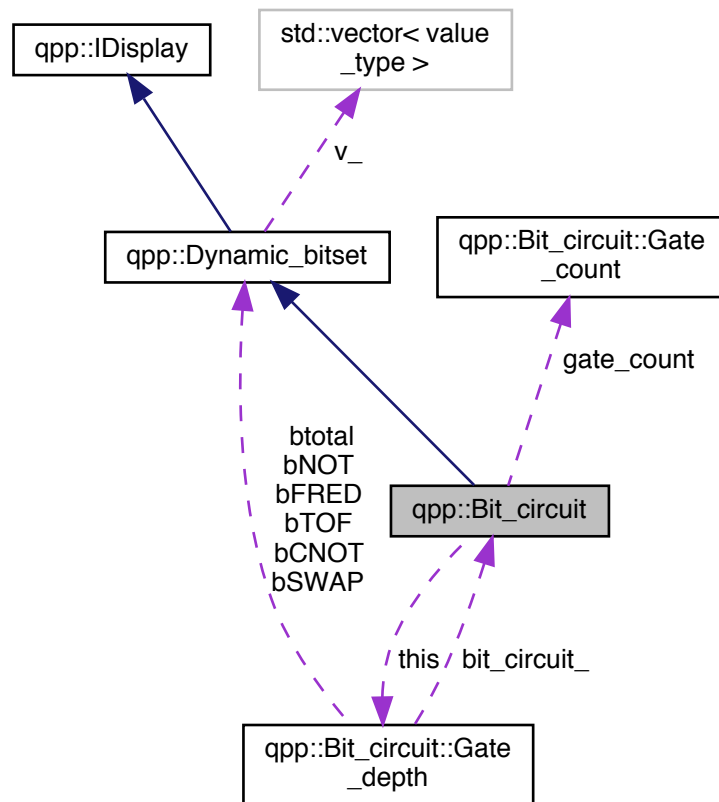 qpp::IDisplay
std::vector< value
_type >
v_
qpp::Dynamic_bitset
qpp::Bit_circuit::Gate
_count
gate_count
btotal
bNOT
bFRED
bTOF
bCNOT
bSWAP
qpp::Bit_circuit
this
bit_circuit_
qpp::Bit_circuit::Gate
_depth